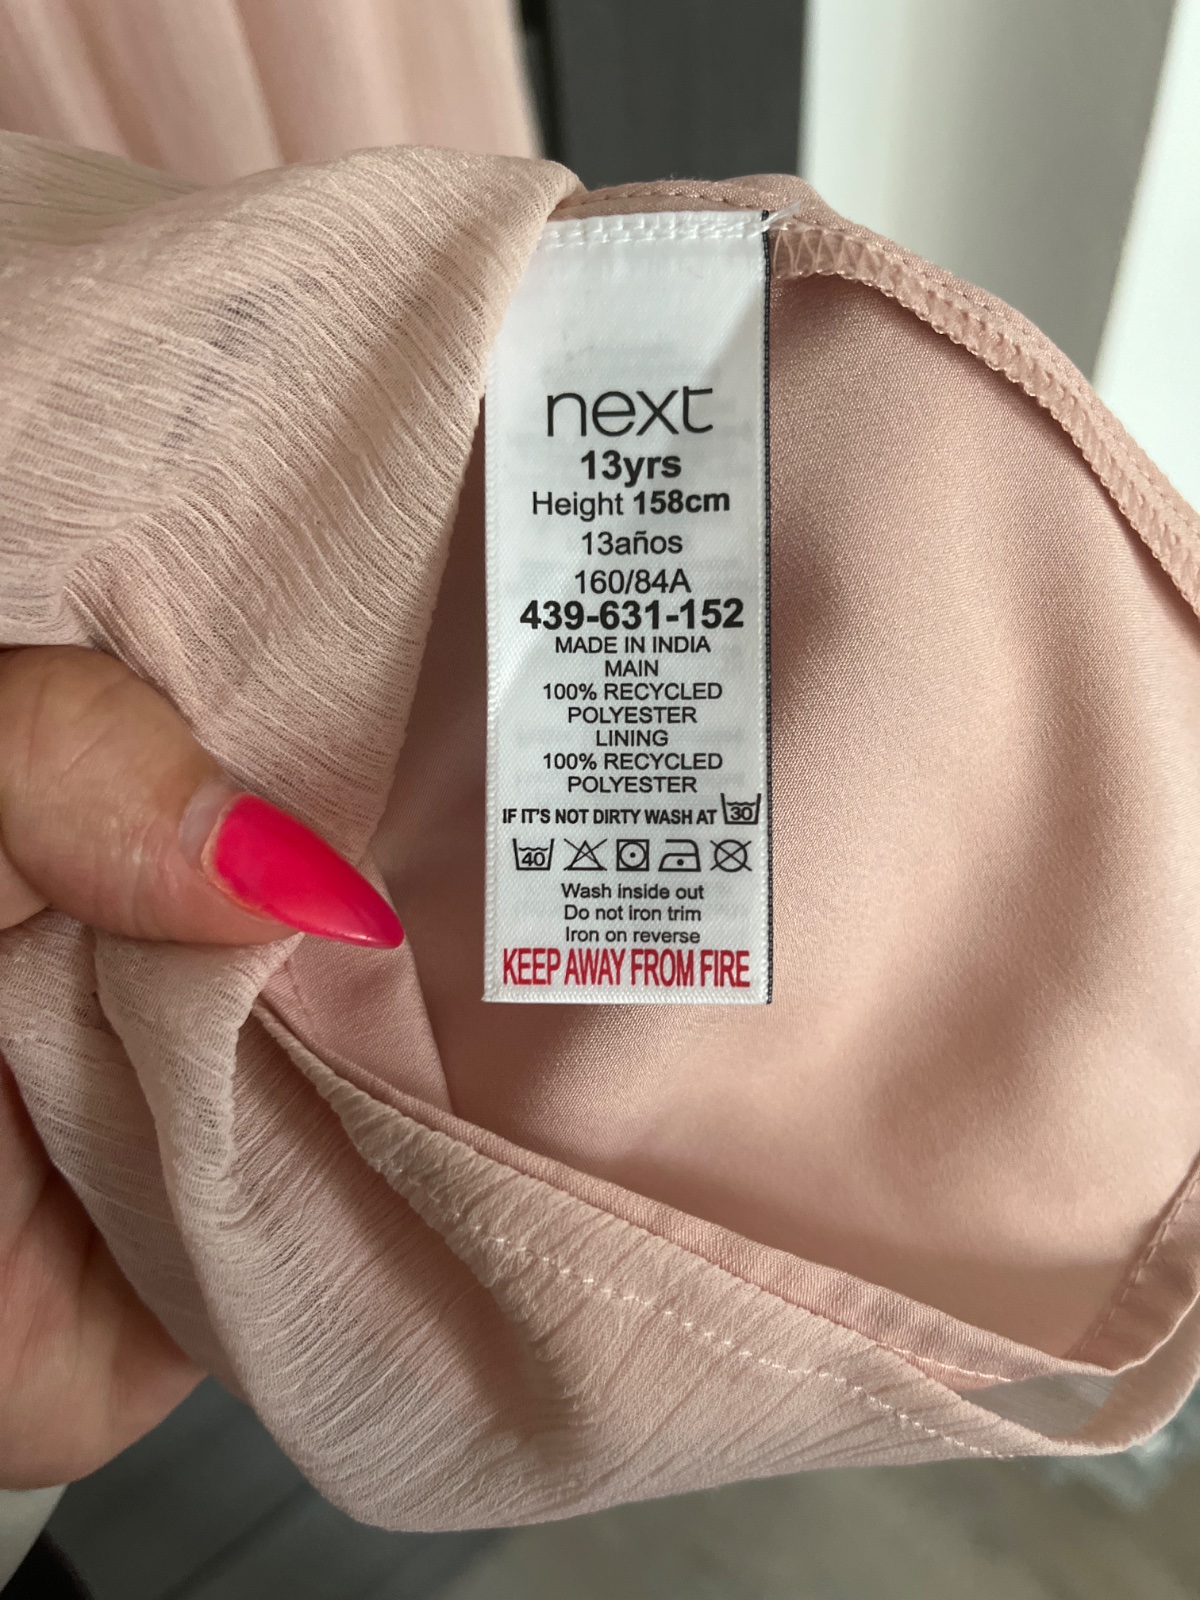 next
13yrs
Height 158cm
13años
160/84A
439-631-152
MADE IN INDIA
MAIN
100% RECYCLED
POLYESTER
LINING
100% RECYCLED
POLYESTER
IF IT'S NOT DIRTY WASH AT 30
40
Wash inside out
Do not iron trim
Iron on reverse
KEEP AWAY FROM FIRE